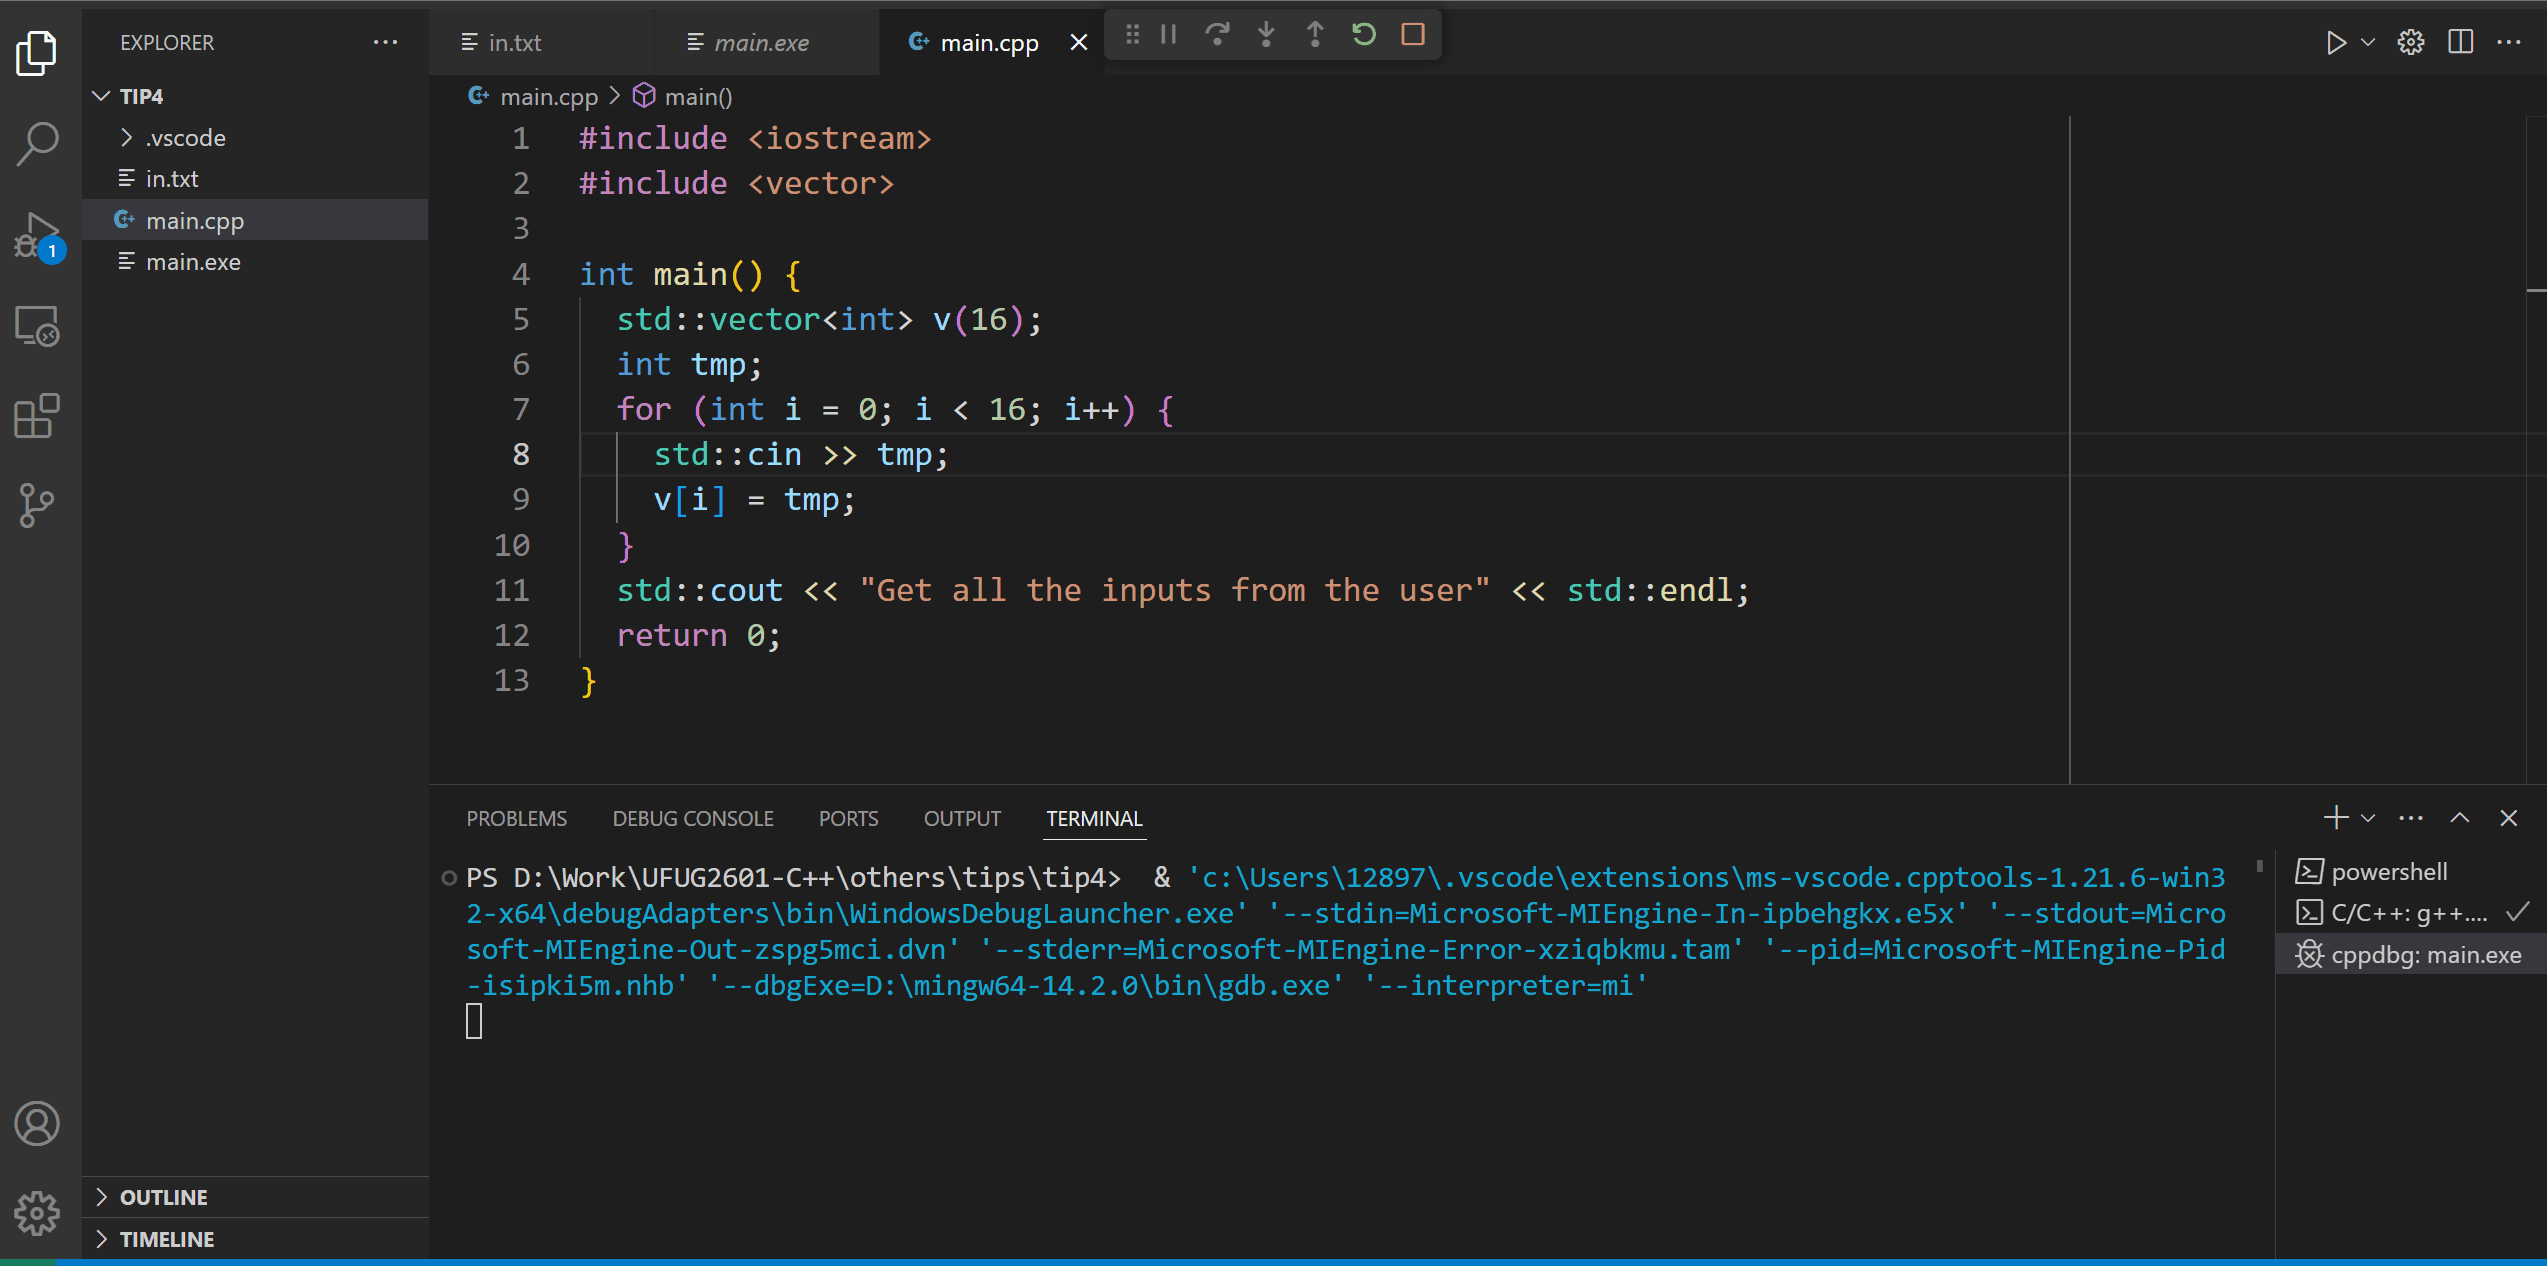 EXPLORER
TIP4
.vscode
in.txt
main.cpp
main.exe
1
OUTLINE
TIMELINE
in.txt
main.exe
main.cpp
main.cpp > main()
1 #include <iostream>
2 #include <vector>
3
4 int main() {
5 std::vector<int> v(16);
6 int tmp;
7 for (int i = 0; i < 16; i++) {
8 std::cin >> tmp;
9 v[i] = tmp;
10 }
11 std::cout << "Get all the inputs from the user" << std::endl;
12 return 0;
13 }
PROBLEMS DEBUG CONSOLE PORTS OUTPUT TERMINAL
PS D:\Work\UFUG2601-C++\others\tips\tip4>  & 'c:\Users\12897\.vscode\extensions\ms-vscode.cpptools-1.21.6-win3
2-x64\debugAdapters\bin\WindowsDebugLauncher.exe' '--stdin=Microsoft-MIEngine-In-ipbehgkx.e5x' '--stdout=Micro
soft-MIEngine-Out-zspg5mci.dvn' '--stderr=Microsoft-MIEngine-Error-xziqbkmu.tam' '--pid=Microsoft-MIEngine-Pid
-isipki5m.nhb' '--dbgExe=D:\mingw64-14.2.0\bin\gdb.exe' '--interpreter=mi'
powershell
C/C++: g++....
cppdbg: main.exe